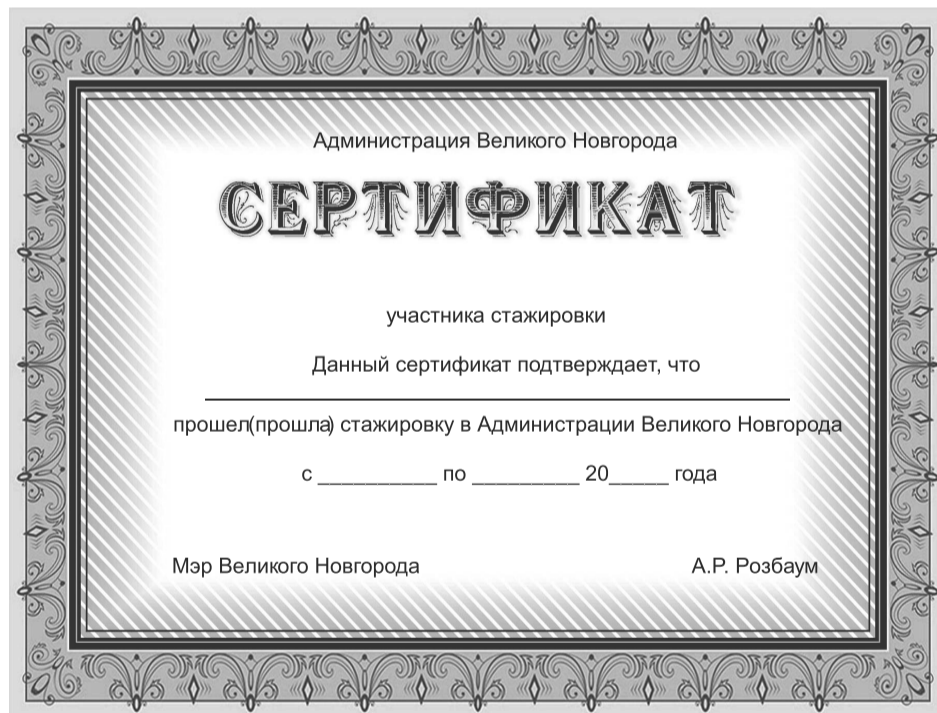 Администрация Великого Новгорода
СЕРТИФИКАТ
участника стажировки
Данный сертификат подтверждает, что
прошел(прошла) стажировку в Администрации Великого Новгорода
с __________ по _________ 20_____ года
Мэр Великого Новгорода А.Р. Розбаум